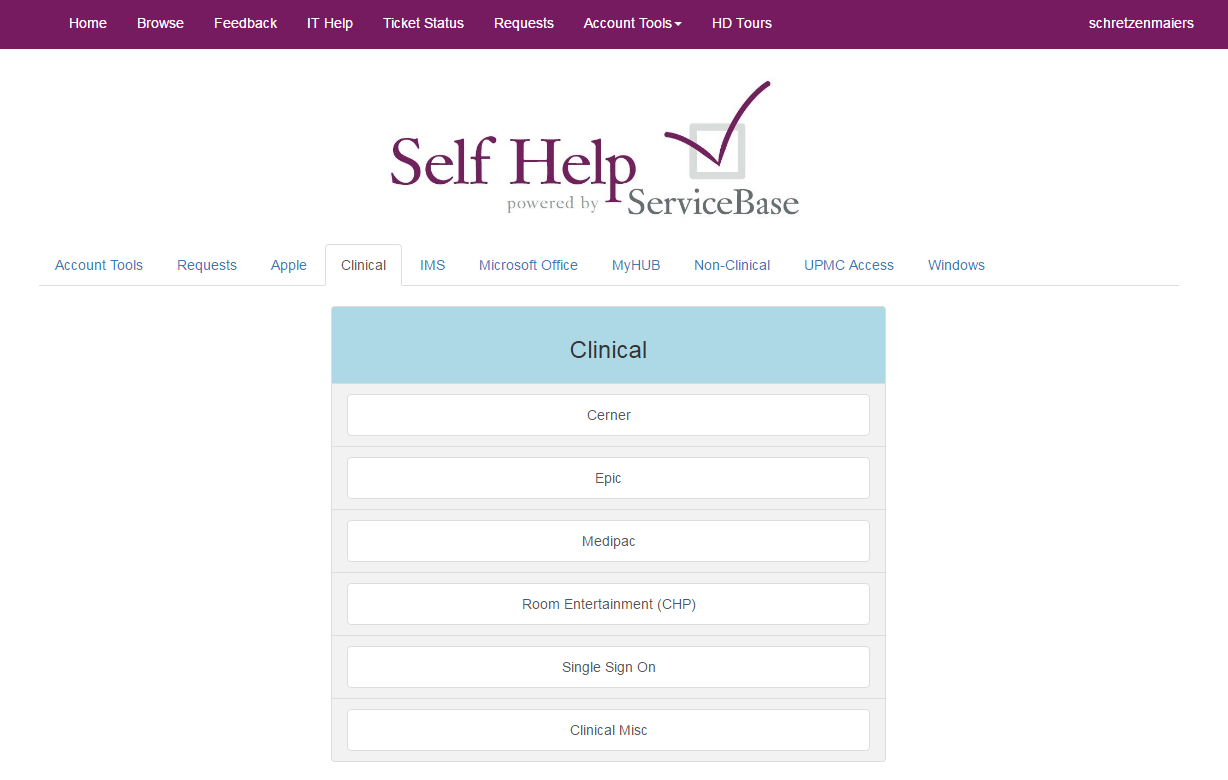 Home Browse Feedback IT Help Ticket Status Requests Account Tools HD Tours schretzenmaiers
Self Help
powered by ServiceBase
Account Tools Requests Apple Clinical IMS Microsoft Office MyHUB Non-Clinical UPMC Access Windows
Clinical
Cerner
Epic
Medipac
Room Entertainment (CHP)
Single Sign On
Clinical Misc